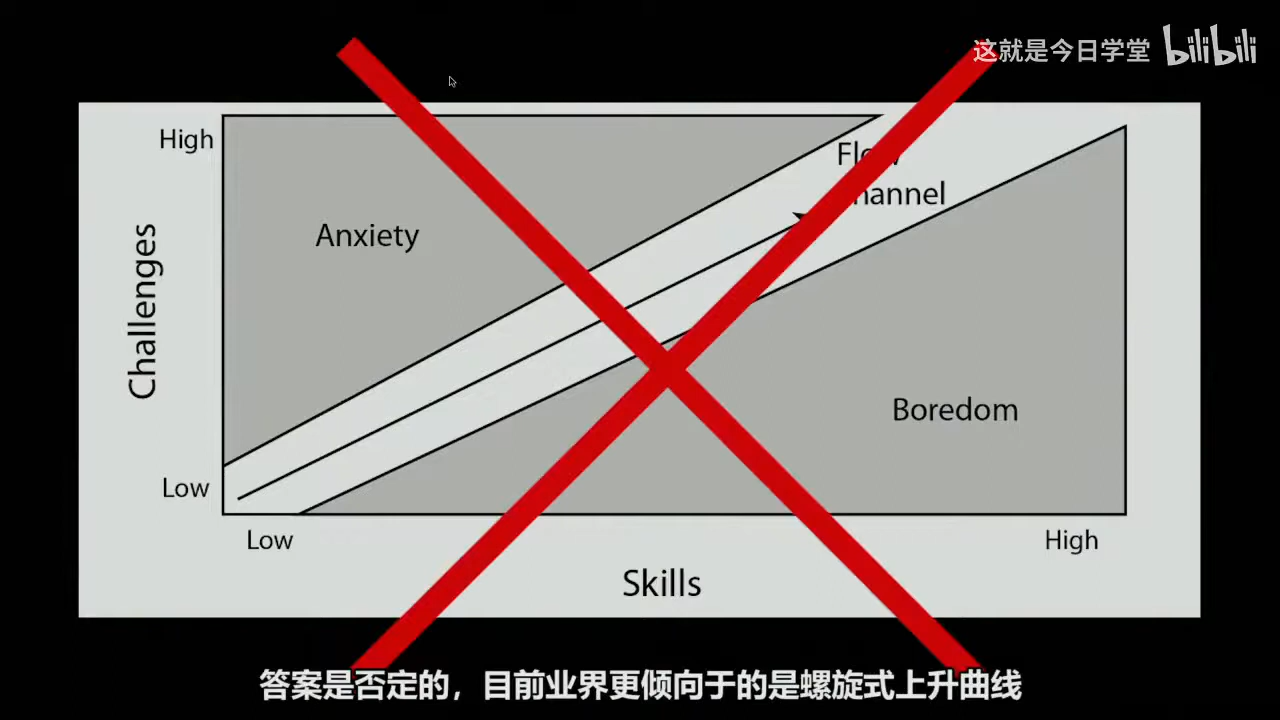 这就是今日学堂 bilibili
High
Anxiety
Challenges
Flow
Channel
Boredom
Low
Low
High
Skills
答案是否定的，目前业界更倾向于的是螺旋式上升曲线